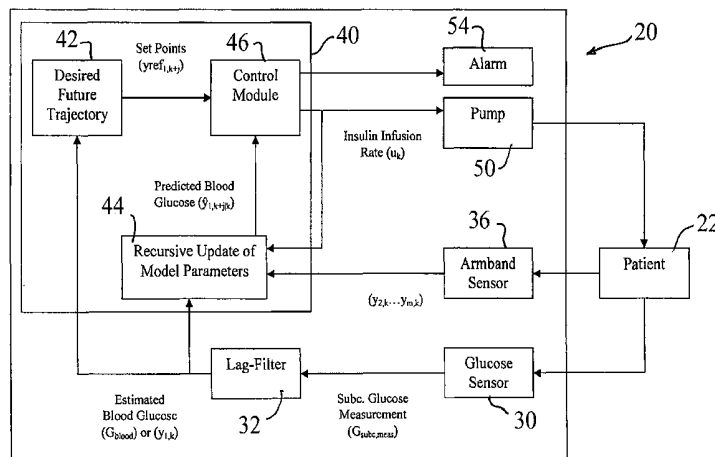 42
Set Points
(yref1,k+j)
46
40
54
20
Desired
Future
Trajectory
Control
Module
Alarm
Pump
Insulin Infusion
Rate (uk)
50
Predicted Blood
Glucose (ŷ1,k+j|k)
44
36
22
Recursive Update of
Model Parameters
Armband
Sensor
Patient
(y2,k…ym,k)
Lag-Filter
Glucose
Sensor
Estimated
Blood Glucose
(Gblood) or (y1,k)
32
Subc. Glucose
Measurement
(Gsubc,meas)
30